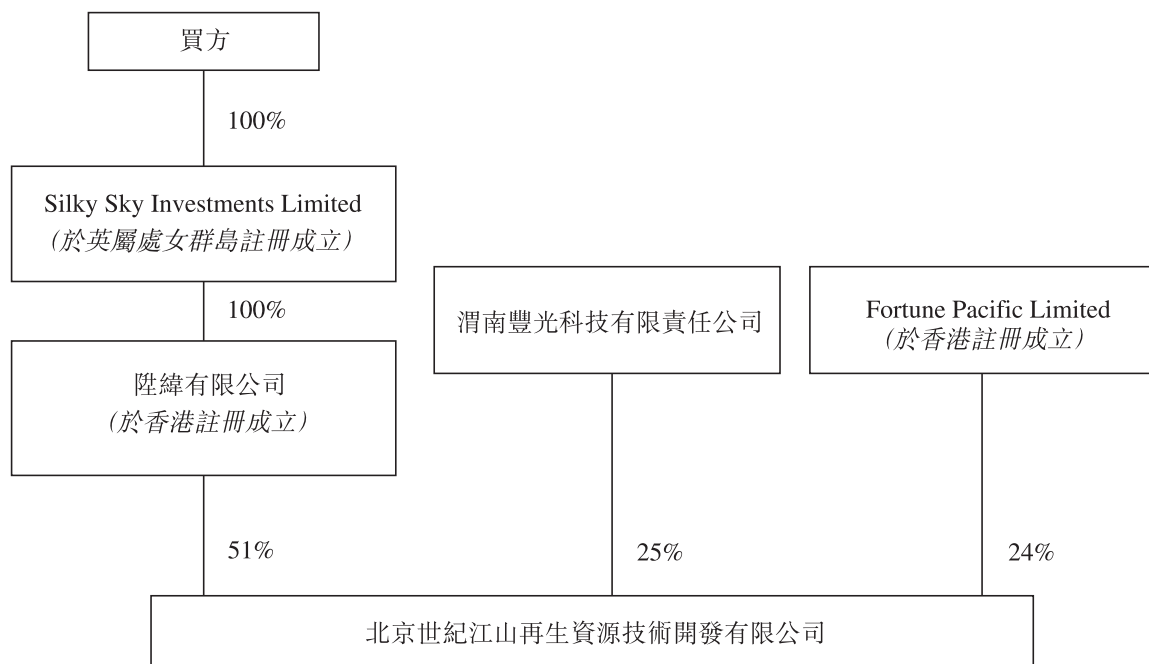 買方
100%
Silky Sky Investments Limited
（於英屬處女群島註冊成立）
100%
陞緯有限公司
（於香港註冊成立）
渭南豐光科技有限責任公司
Fortune Pacific Limited
（於香港註冊成立）
51%
25%
24%
北京世紀江山再生資源技術開發有限公司